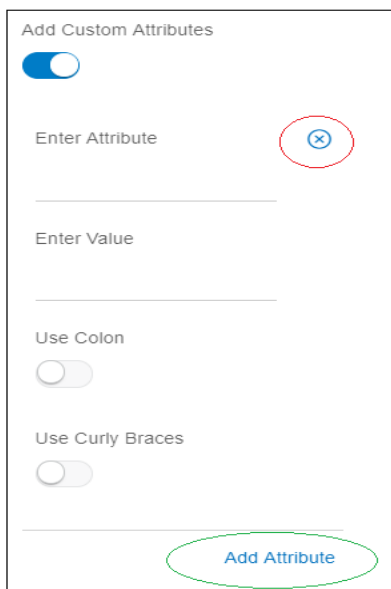 Add Custom Attributes
Enter Attribute
Enter Value
Use Colon
Use Curly Braces
Add Attribute